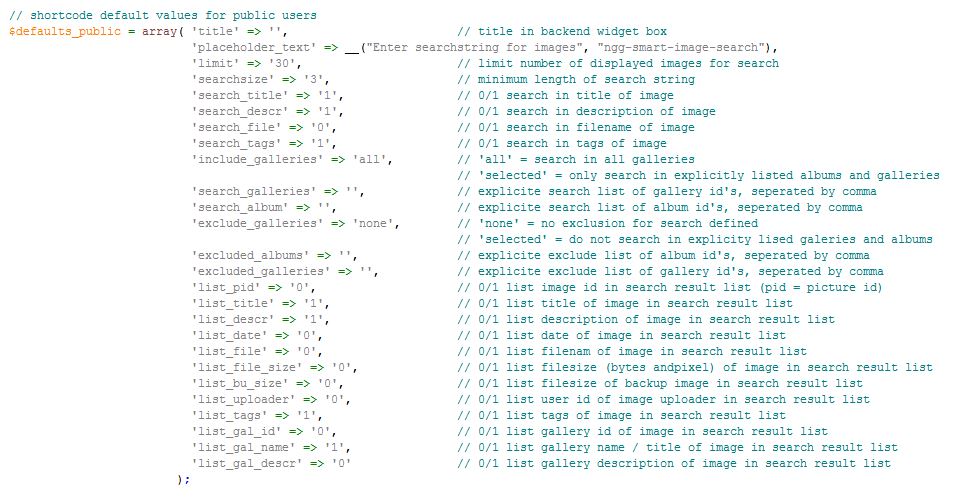 // shortcode default values for public users
$defaults_public = array( 'title' => '', // title in backend widget box
'placeholder_text' => __("Enter searchstring for images", "ngg-smart-image-search"),
'limit' => '30', // limit number of displayed images for search
'searchsize' => '3', // minimum length of search string
'search_title' => '1', // 0/1 search in title of image
'search_descr' => '1', // 0/1 search in description of image
'search_file' => '0', // 0/1 search in filename of image
'search_tags' => '1', // 0/1 search in tags of image
'include_galleries' => 'all', // 'all' = search in all galleries
// 'selected' = only search in explicitly listed albums and galleries
'search_galleries' => '', // explicite search list of gallery id's, seperated by comma
'search_album' => '', // explicite search list of album id's, seperated by comma
'exclude_galleries' => 'none', // 'none' = no exclusion for search defined
// 'selected' = do not search in explicity lised galeries and albums
'excluded_albums' => '', // explicite exclude list of album id's, seperated by comma
'excluded_galleries' => '', // explicite exclude list of gallery id's, seperated by comma
'list_pid' => '0', // 0/1 list image id in search result list (pid = picture id)
'list_title' => '1', // 0/1 list title of image in search result list
'list_descr' => '1', // 0/1 list description of image in search result list
'list_date' => '0', // 0/1 list date of image in search result list
'list_file' => '0', // 0/1 list filenam of image in search result list
'list_file_size' => '0', // 0/1 list filesize (bytes andpixel) of image in search result list
'list_bu_size' => '0', // 0/1 list filesize of backup image in search result list
'list_uploader' => '0', // 0/1 list user id of image uploader in search result list
'list_tags' => '1', // 0/1 list tags of image in search result list
'list_gal_id' => '0', // 0/1 list gallery id of image in search result list
'list_gal_name' => '1', // 0/1 list gallery name / title of image in search result list
'list_gal_descr' => '0' // 0/1 list gallery description of image in search result list
);